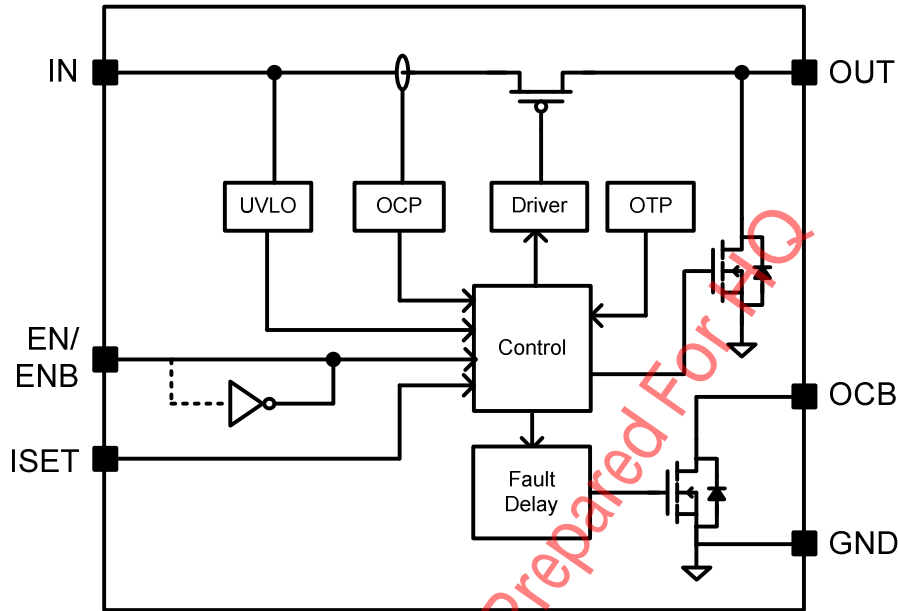 IN
OUT
UVLO
OCP
Driver
OTP
EN/
ENB
Control
OCB
ISET
Fault
Delay
GND
Prepared For HQ